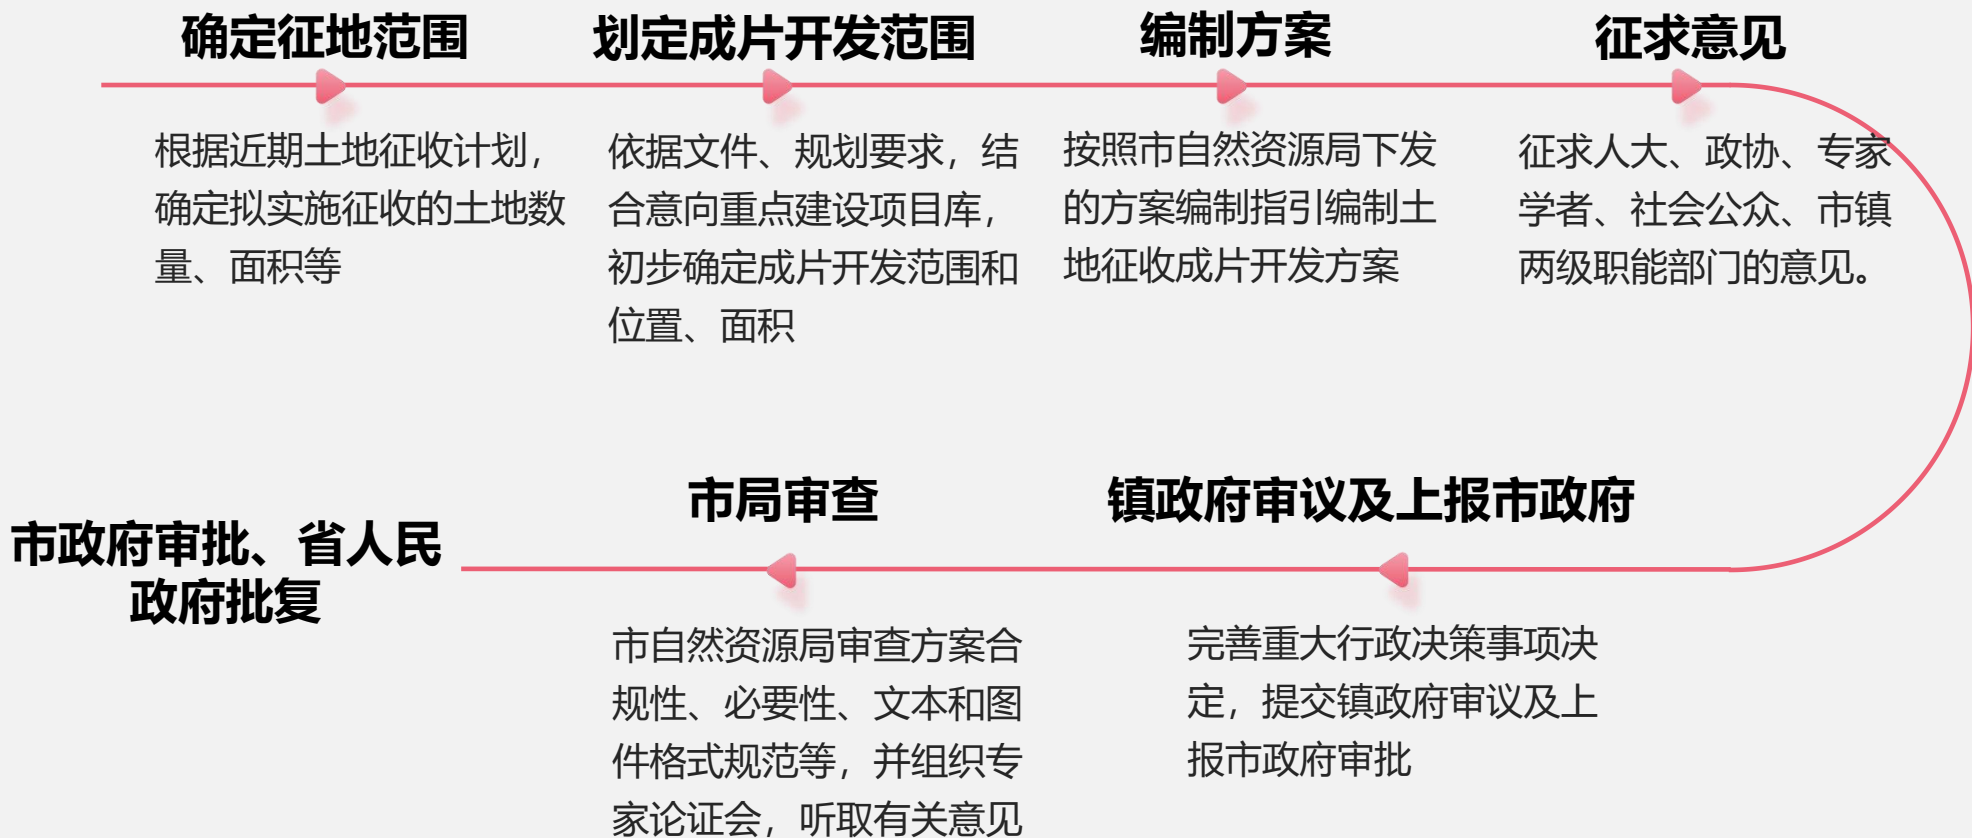 确定征地范围
根据近期土地征收计划，
确定拟实施征收的土地数
量、面积等
划定成片开发范围
依据文件、规划要求，结
合意向重点建设项目库，
初步确定成片开发范围和
位置、面积
编制方案
按照市自然资源局下发
的方案编制指引编制土
地征收成片开发方案
征求意见
征求人大、政协、专家
学者、社会公众、市镇
两级职能部门的意见。
镇政府审议及上报市政府
完善重大行政决策事项决
定，提交镇政府审议及上
报市政府审批
市局审查
市自然资源局审查方案合
规性、必要性、文本和图
件格式规范等，并组织专
家论证会，听取有关意见
市政府审批、省人民
政府批复